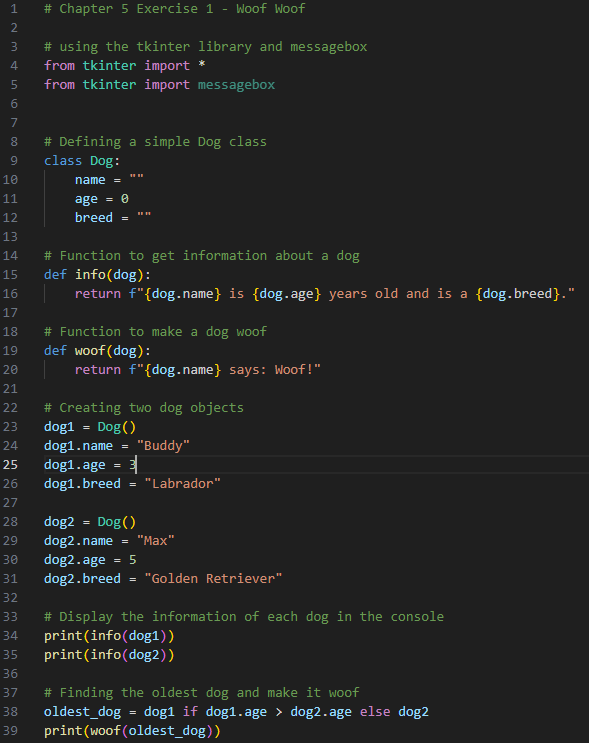 1 # Chapter 5 Exercise 1 - Woof Woof
2
3 # using the tkinter library and messagebox
4 from tkinter import *
5 from tkinter import messagebox
6
7
8 # Defining a simple Dog class
9 class Dog:
10     name = ""
11     age = 0
12     breed = ""
13
14 # Function to get information about a dog
15 def info(dog):
16     return f"{dog.name} is {dog.age} years old and is a {dog.breed}."
17
18 # Function to make a dog woof
19 def woof(dog):
20     return f"{dog.name} says: Woof!"
21
22 # Creating two dog objects
23 dog1 = Dog()
24 dog1.name = "Buddy"
25 dog1.age = 3
26 dog1.breed = "Labrador"
27
28 dog2 = Dog()
29 dog2.name = "Max"
30 dog2.age = 5
31 dog2.breed = "Golden Retriever"
32
33 # Display the information of each dog in the console
34 print(info(dog1))
35 print(info(dog2))
36
37 # Finding the oldest dog and make it woof
38 oldest_dog = dog1 if dog1.age > dog2.age else dog2
39 print(woof(oldest_dog))